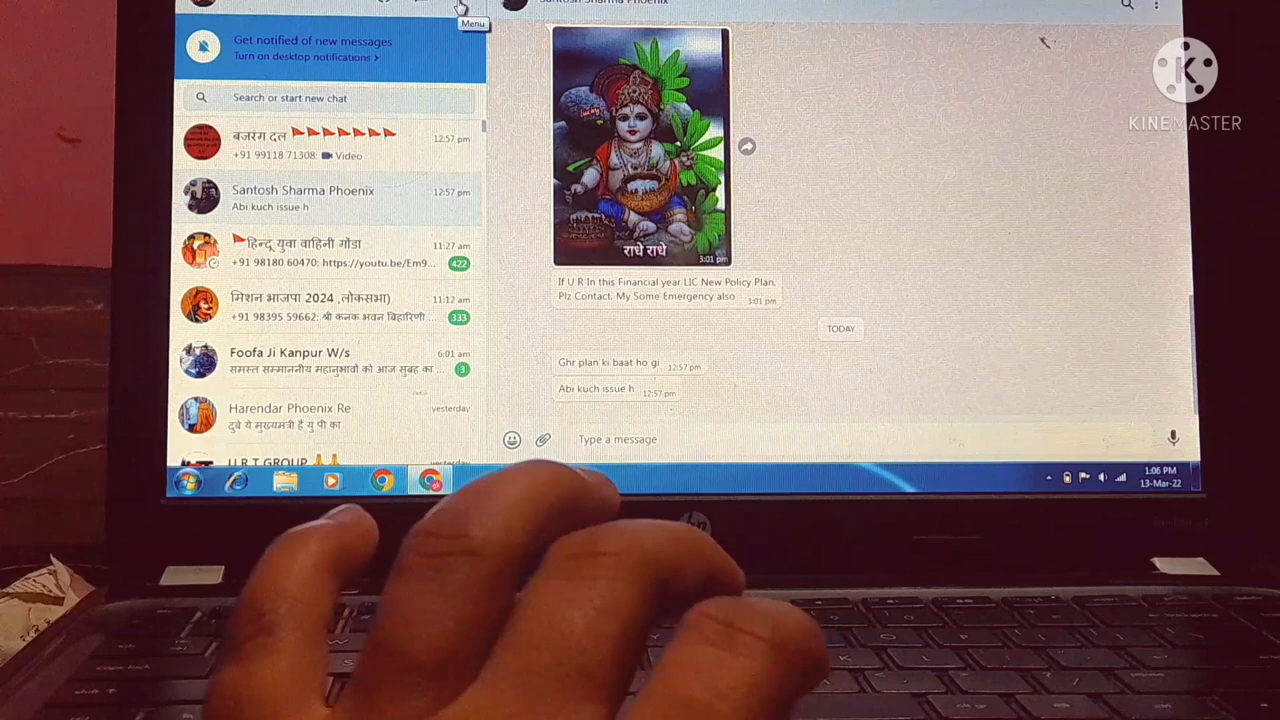 Santosh Sharma Phoenix
Menu
Get notified of new messages
Turn on desktop notifications >
Search or start new chat
बजरंग दल 12:57 pm
+91 99118 71308: Video
Santosh Sharma Phoenix 12:57 pm
Abi kuch issue h
हिन्दू युवा वाहिनी गोंडा 11:27 am
+91 98180 60470: https://youtu.be/Em9... 422
मिशन भाजपा 2024 ,लोकसभा) 11:12 am
+91 98395 59662: श्री कनक भवन बिहारिणी ... 333
Foofa Ji Kanpur W/s 6:01 am
समस्त सम्माननीय महानुभावों को आज सुबह का ... 3
Harendar Phoenix Re yesterday
दुबे ये मुख्यमंत्री हैं यु पी का
U R T GROUP yesterday
राधे राधे
3:01 pm
If U R In this Financial year LIC New Policy Plan,
Plz Contact, My Some Emergency also 3:01 pm
TODAY
Ghr plan ki baat ho gi 12:57 pm
Abi kuch issue h 12:57 pm
Type a message
1:06 PM
13-Mar-22
K
KINEMASTER
hp